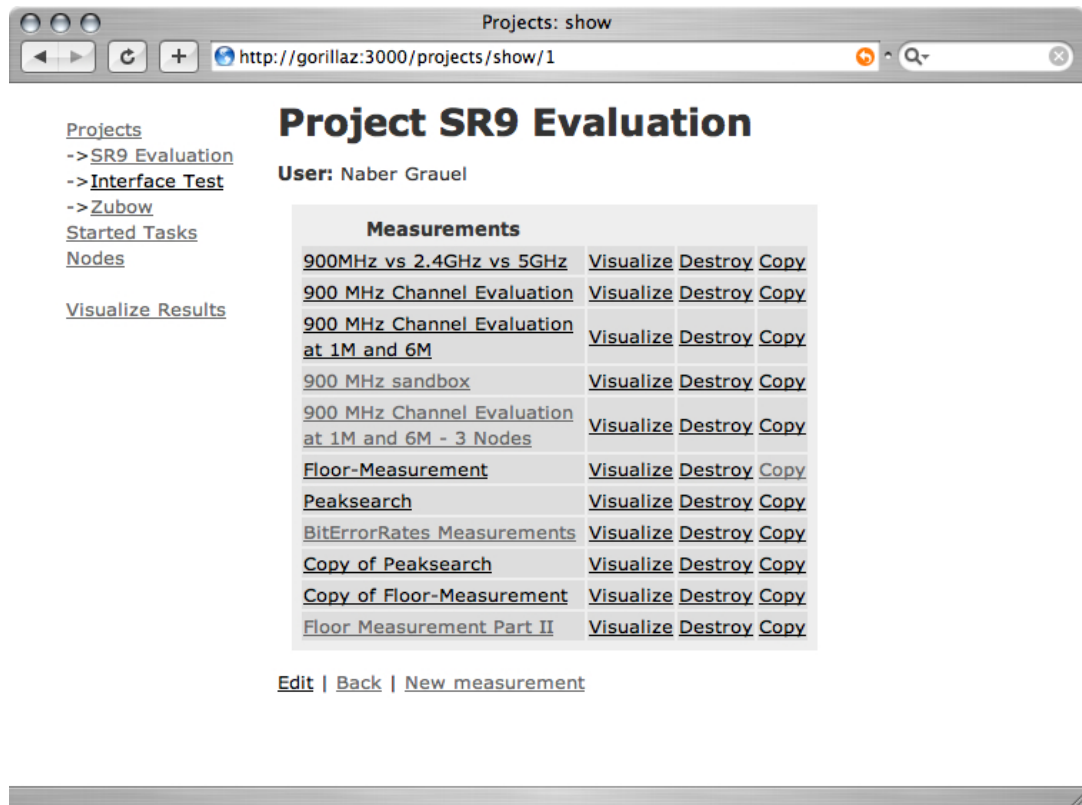 Projects: show
http://gorillaz:3000/projects/show/1
Projects
->SR9 Evaluation
->Interface Test
->Zubow
Started Tasks
Nodes
Visualize Results
Project SR9 Evaluation
User: Naber Grauel
Measurements
900MHz vs 2.4GHz vs 5GHz Visualize Destroy Copy
900 MHz Channel Evaluation Visualize Destroy Copy
900 MHz Channel Evaluation
at 1M and 6M Visualize Destroy Copy
900 MHz sandbox Visualize Destroy Copy
900 MHz Channel Evaluation
at 1M and 6M - 3 Nodes Visualize Destroy Copy
Floor-Measurement Visualize Destroy Copy
Peaksearch Visualize Destroy Copy
BitErrorRates Measurements Visualize Destroy Copy
Copy of Peaksearch Visualize Destroy Copy
Copy of Floor-Measurement Visualize Destroy Copy
Floor Measurement Part II Visualize Destroy Copy
Edit | Back | New measurement